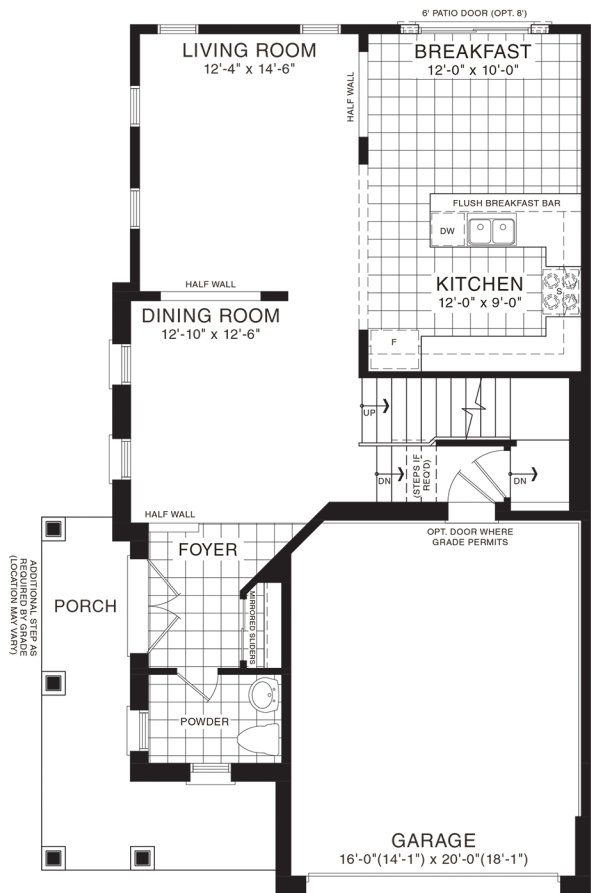 6' PATIO DOOR (OPT. 8')
LIVING ROOM
12'-4" x 14'-6"
BREAKFAST
12'-0" x 10'-0"
HALF WALL
FLUSH BREAKFAST BAR
DW
KITCHEN
12'-0" x 9'-0"
S
F
HALF WALL
DINING ROOM
12'-10" x 12'-6"
UP
DN
(STEPS IF
REQ'D)
DN
HALF WALL
FOYER
OPT. DOOR WHERE
GRADE PERMITS
ADDITIONAL STEP AS
REQUIRED BY GRADE
(LOCATION MAY VARY)
PORCH
MIRRORED SLIDERS
POWDER
GARAGE
16'-0"(14'-1") x 20'-0"(18'-1")